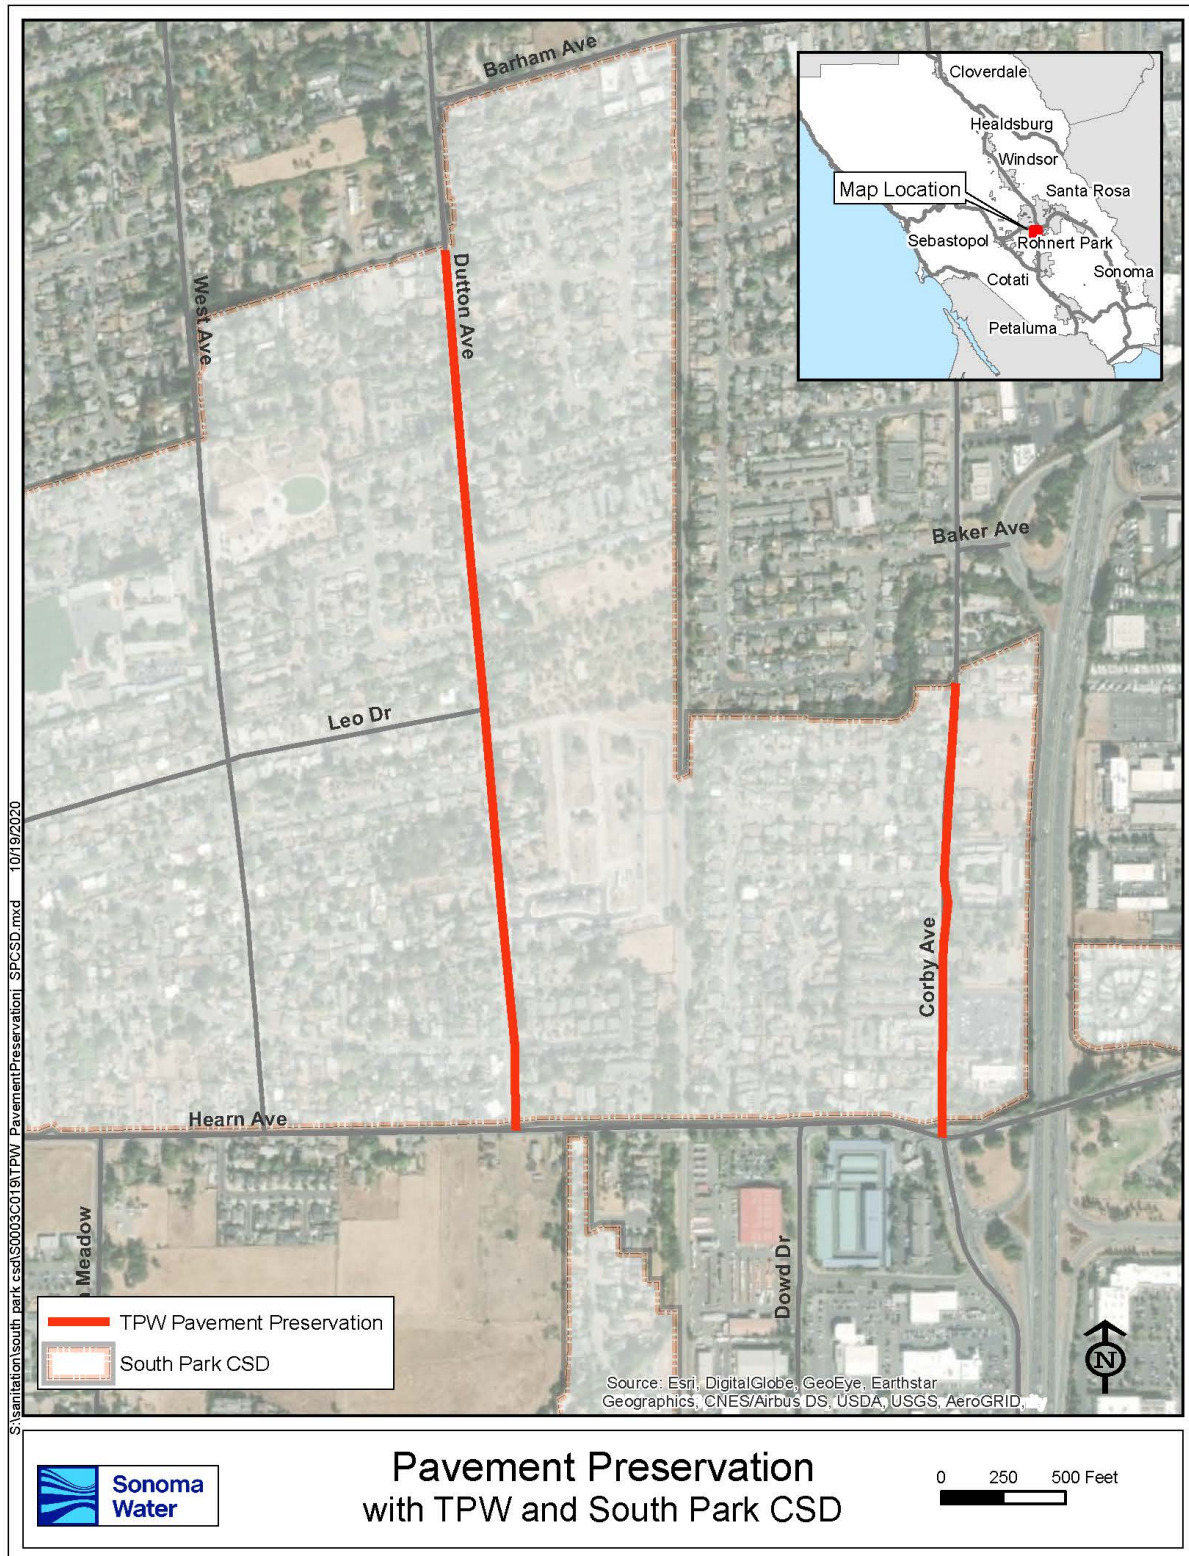 Barham Ave
Cloverdale
Healdsburg
Windsor
Map Location
Santa Rosa
Sebastopol
Rohnert Park
Cotati
Sonoma
Petaluma
West Ave
Dutton Ave
Baker Ave
Leo Dr
Corby Ave
Hearn Ave
Meadow
Dowd Dr
TPW Pavement Preservation
South Park CSD
N
Source: Esri, DigitalGlobe, GeoEye, Earthstar
Geographics, CNES/Airbus DS, USDA, USGS, AeroGRID,
S:\sanitation\south park csd\S0003C019\TPW_PavementPreservationj_SPCSD.mxd 10/19/2020
Sonoma
Water
Pavement Preservation
with TPW and South Park CSD
0 250 500 Feet